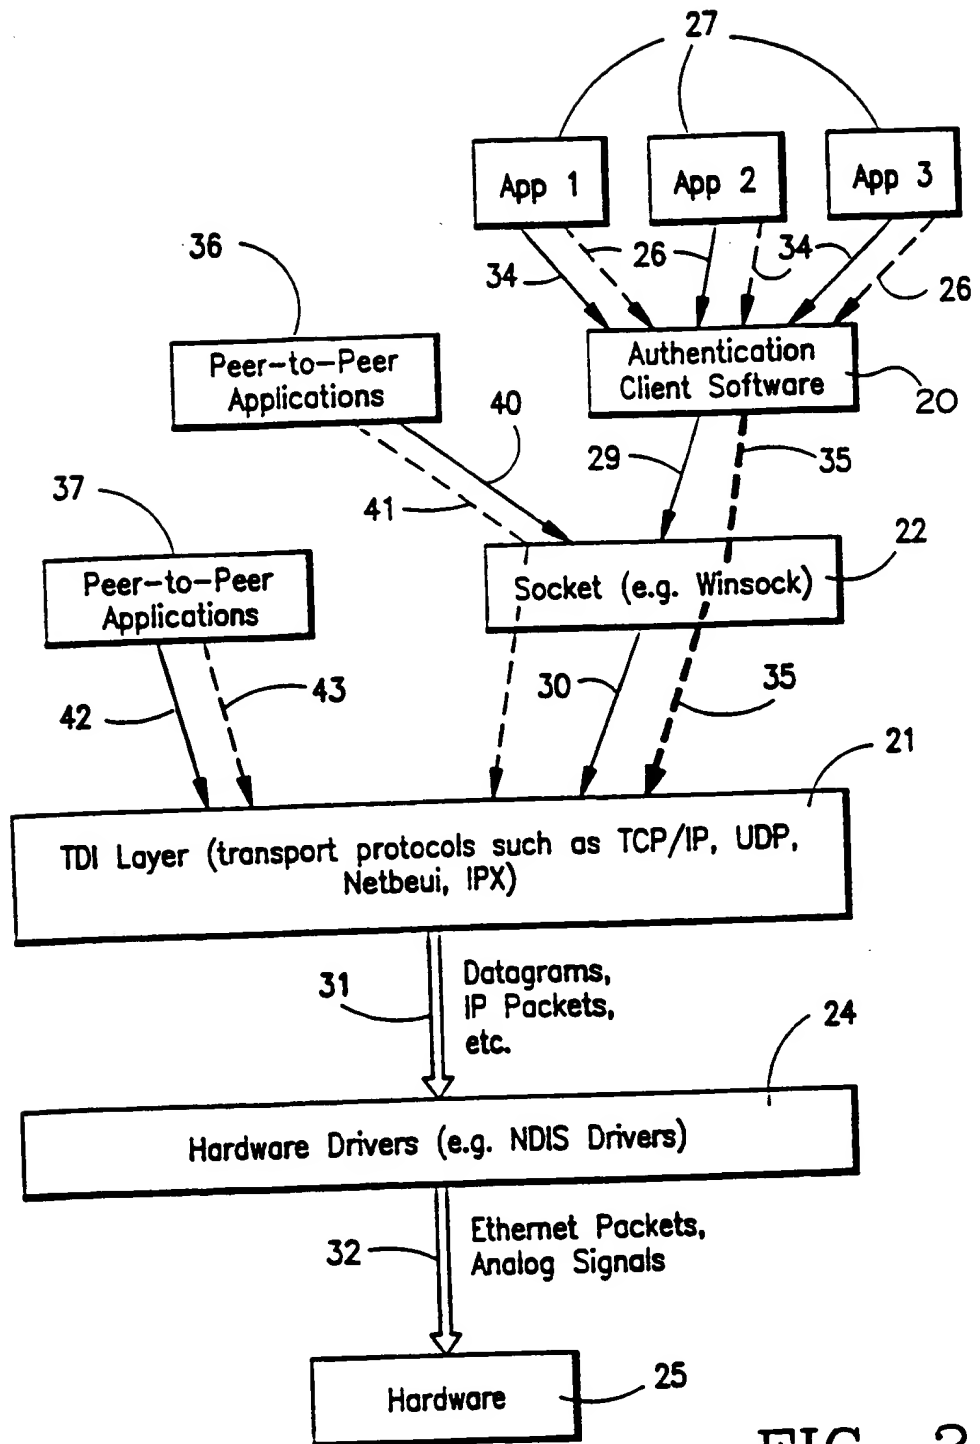 27
App 1
App 2
App 3
36
34
26
34
26
Peer-to-Peer
Applications
Authentication
Client Software
20
40
29
35
37
41
22
Peer-to-Peer
Applications
Socket (e.g. Winsock)
42
43
30
35
21
TDI Layer (transport protocols such as TCP/IP, UDP,
Netbeui, IPX)
31
Datagrams,
IP Packets,
etc.
24
Hardware Drivers (e.g. NDIS Drivers)
32
Ethernet Packets,
Analog Signals
Hardware
25
FIG. 2